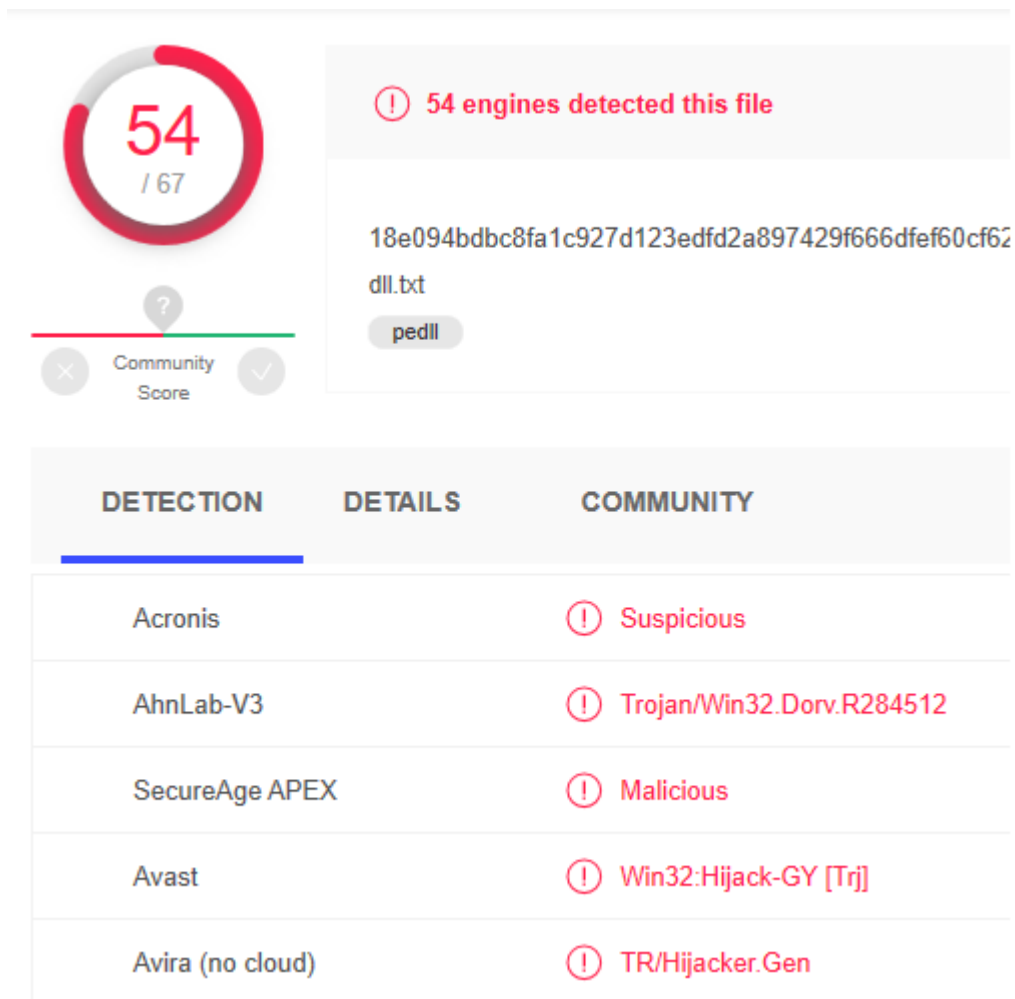 54
/ 67
54 engines detected this file
18e094bdbc8fa1c927d123edfd2a897429f666dfef60cf62
dll.txt
pedll
?
Community
Score
DETECTION DETAILS COMMUNITY
Acronis Suspicious
AhnLab-V3 Trojan/Win32.Dorv.R284512
SecureAge APEX Malicious
Avast Win32:Hijack-GY [Trj]
Avira (no cloud) TR/Hijacker.Gen